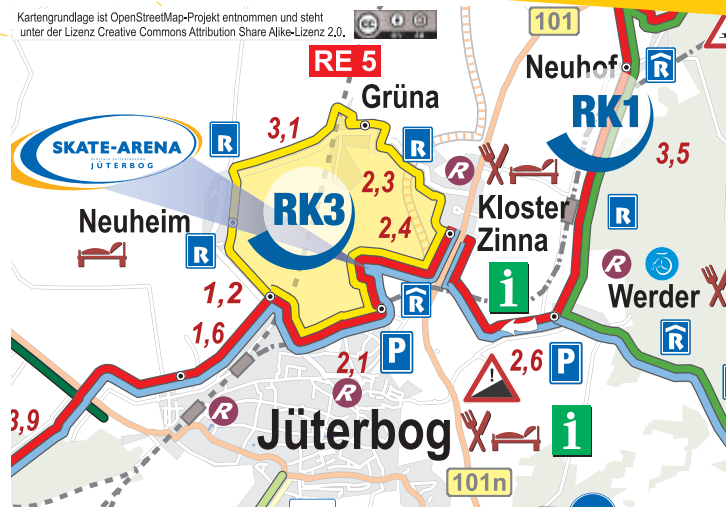 Kartengrundlage ist OpenStreetMap-Projekt entnommen und steht
unter der Lizenz Creative Commons Attribution Share Alike-Lizenz 2.0.
cc
101
RE 5
Neuhof
R
Grüna
RK1
3,1
SKATE-ARENA
JÜTERBOG
R
R
3,5
R
2,3
Kloster
Zinna
RK3
2,4
R
Neuheim
R
R
i
Werder
1,2
R
R
1,6
P
2,1
2,6
P
R
R
3,9
Jüterbog
i
101n